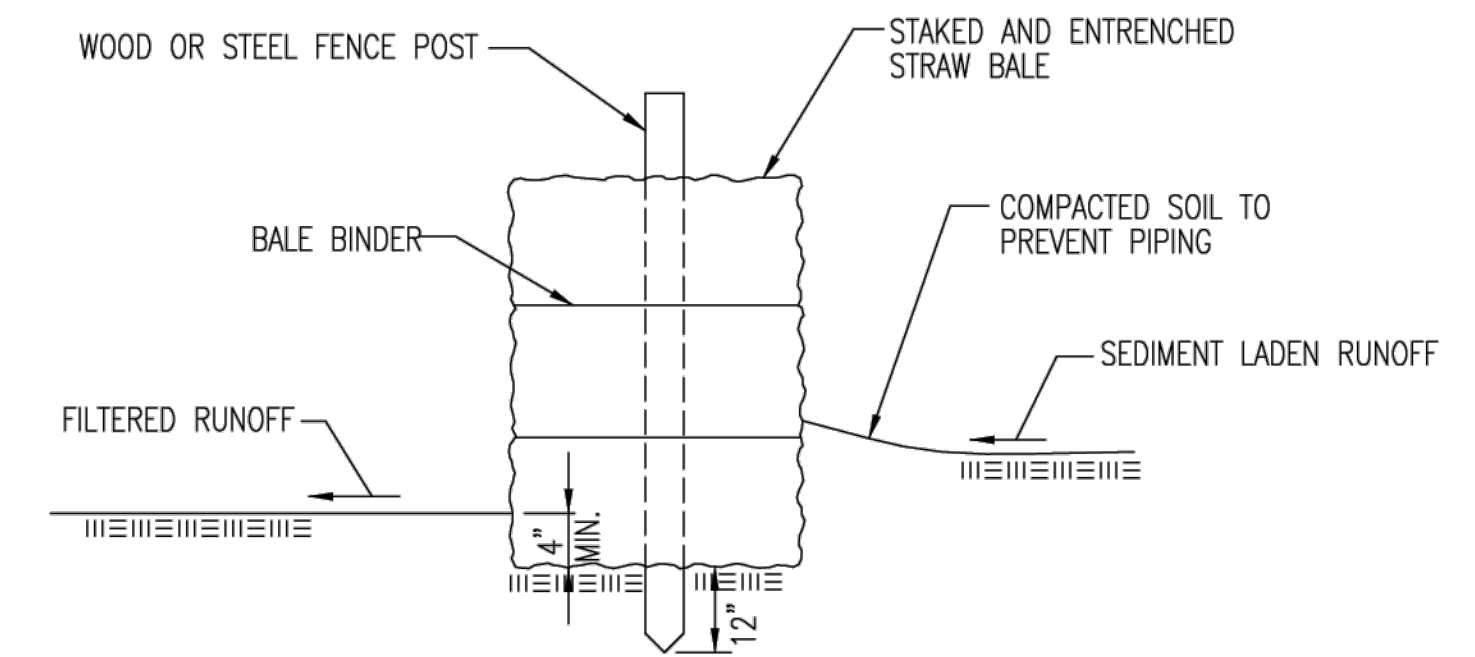 WOOD OR STEEL FENCE POST
STAKED AND ENTRENCHED
STRAW BALE
BALE BINDER
COMPACTED SOIL TO
PREVENT PIPING
SEDIMENT LADEN RUNOFF
FILTERED RUNOFF
4"
MIN.
12"